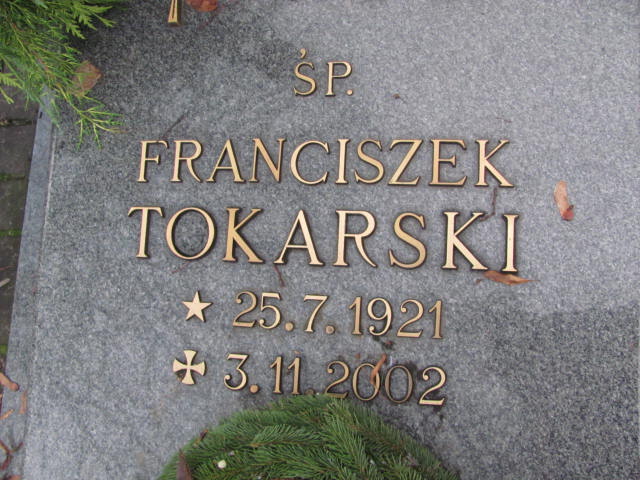 ŚP.
FRANCISZEK
TOKARSKI
★ 25.7.1921
✠ 3.11.2002